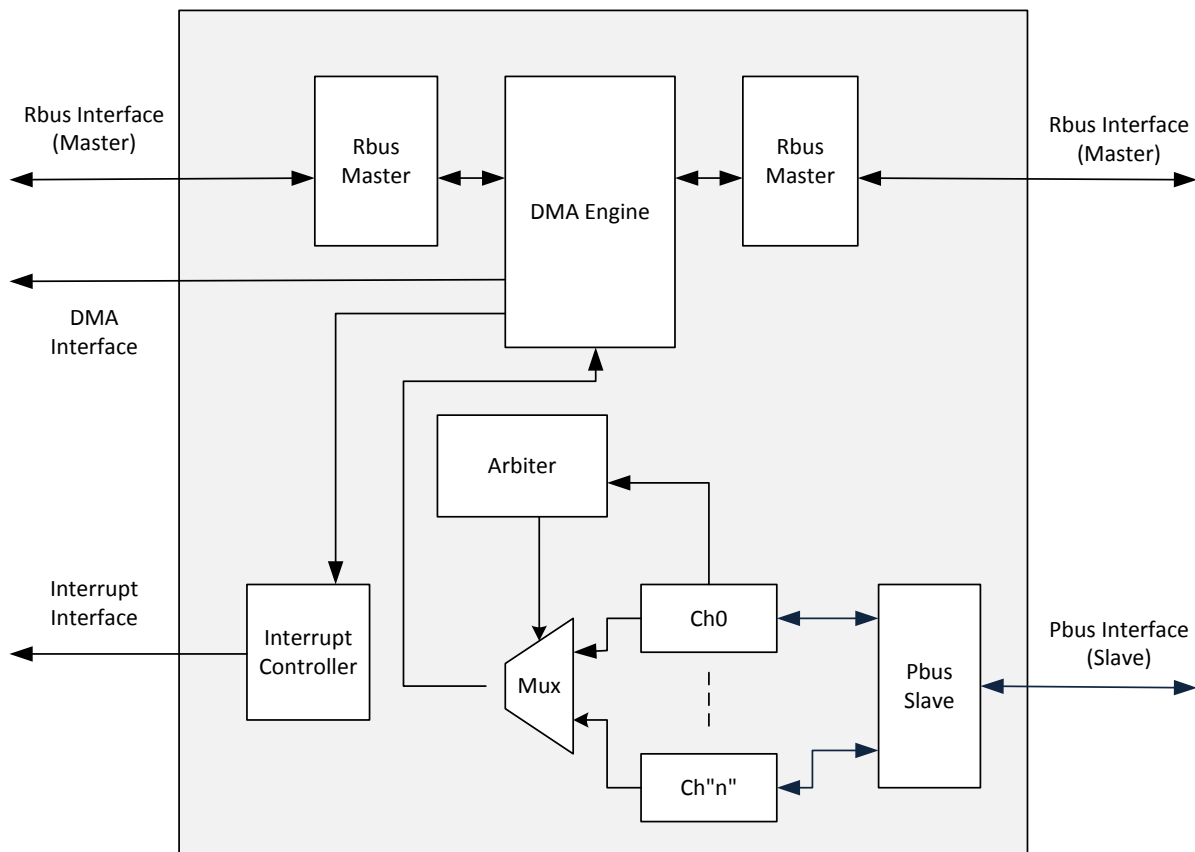 Rbus Interface
(Master)
Rbus
Master
DMA Engine
Rbus
Master
Rbus Interface
(Master)
DMA
Interface
Arbiter
Interrupt
Interface
Interrupt
Controller
Mux
Ch0
Ch"n"
Pbus
Slave
Pbus Interface
(Slave)